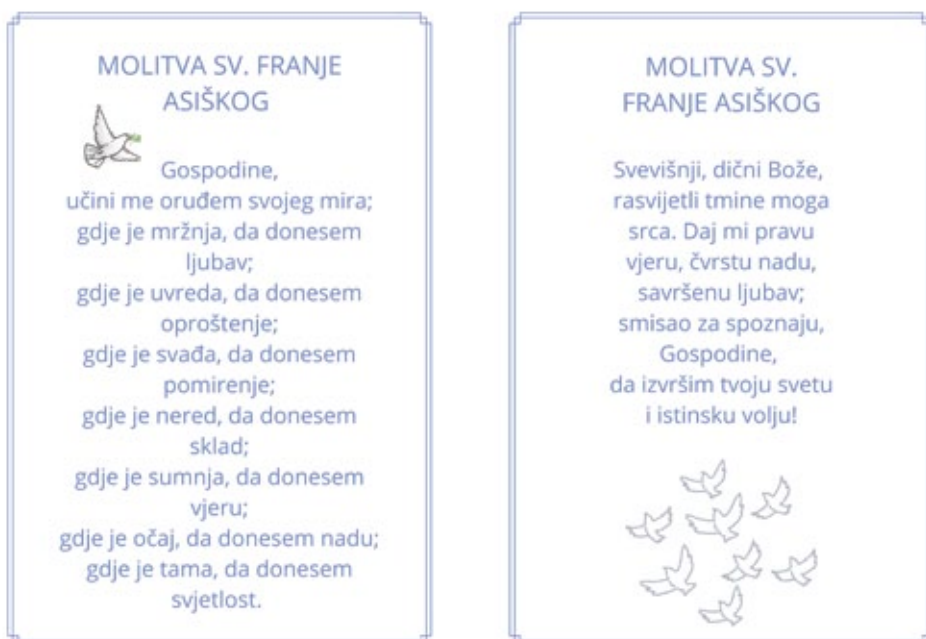 MOLITVA SV. FRANJE
ASIŠKOG
Gospodine,
učini me oruđem svojeg mira;
gdje je mržnja, da donesem
ljubav;
gdje je uvreda, da donesem
oproštenje;
gdje je svađa, da donesem
pomirenje;
gdje je nered, da donesem
sklad;
gdje je sumnja, da donesem
vjeru;
gdje je očaj, da donesem nadu;
gdje je tama, da donesem
svjetlost.
MOLITVA SV.
FRANJE ASIŠKOG
Svevišnji, dični Bože,
rasvijetli tmine moga
srca. Daj mi pravu
vjeru, čvrstu nadu,
savršenu ljubav;
smisao za spoznaju,
Gospodine,
da izvršim tvoju svetu
i istinsku volju!